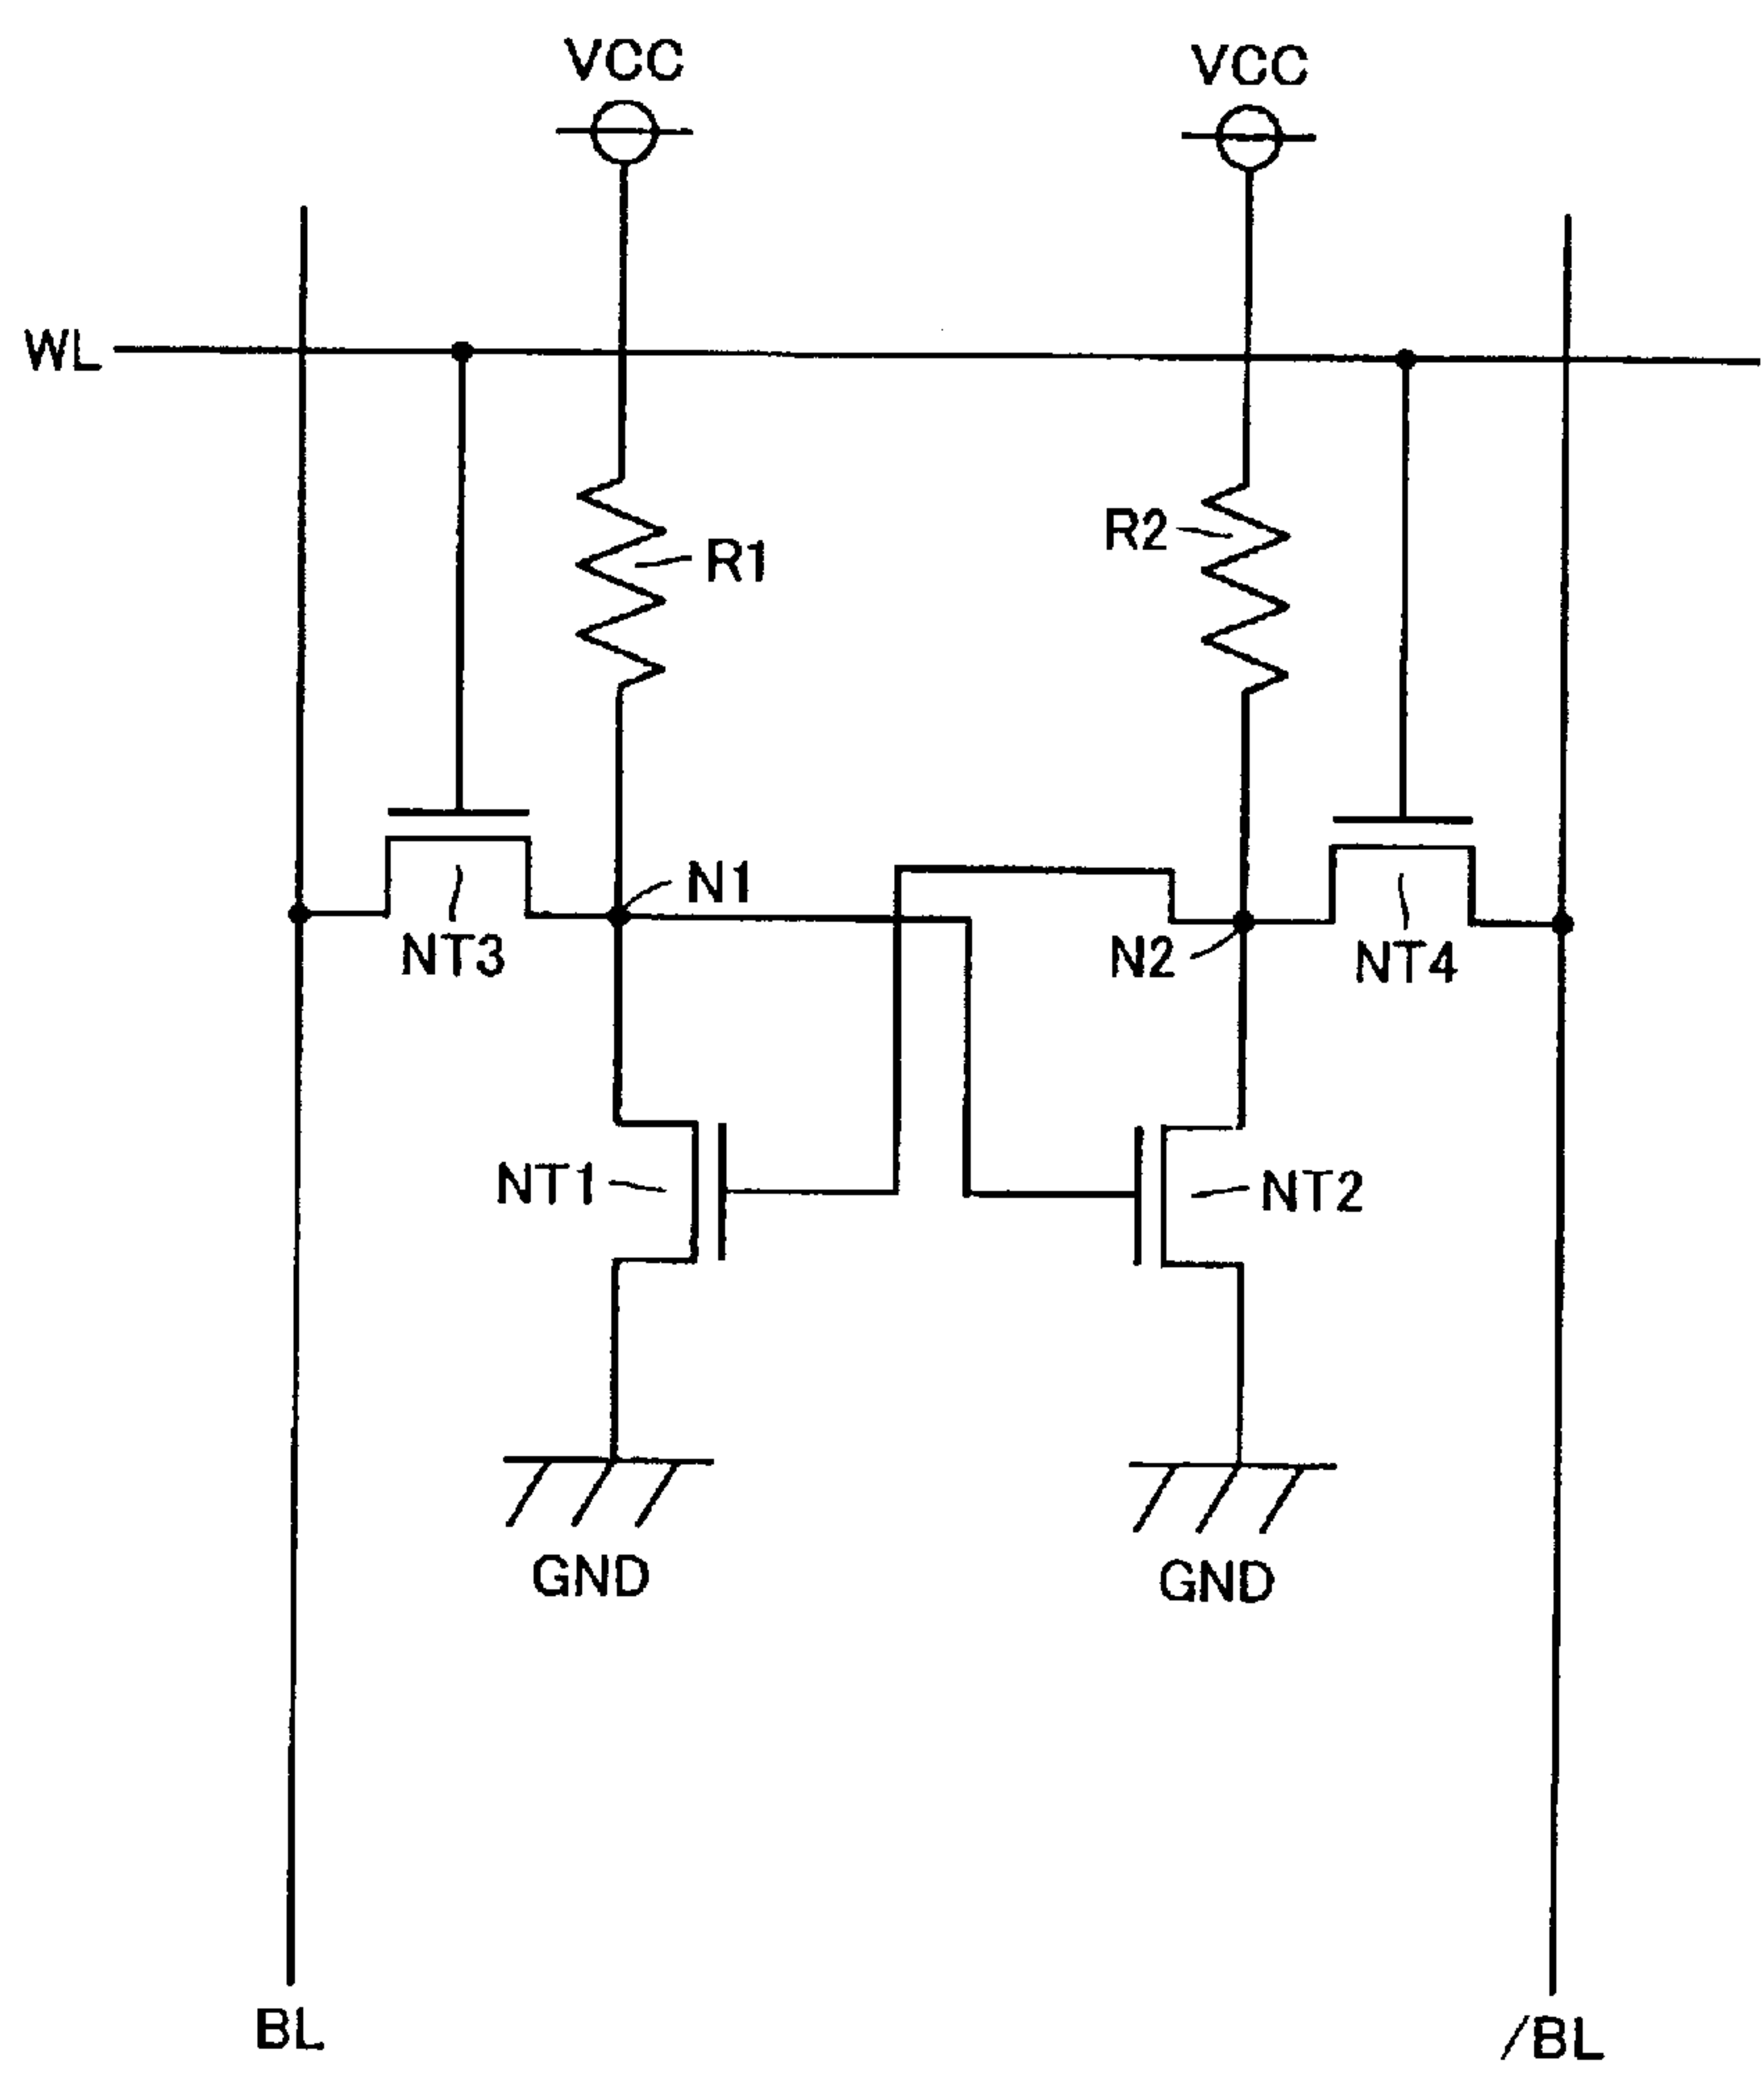 VCC
VCC
WL
R2
R1
N1
NT3
N2
NT4
NT1
NT2
GND
GND
BL
/BL